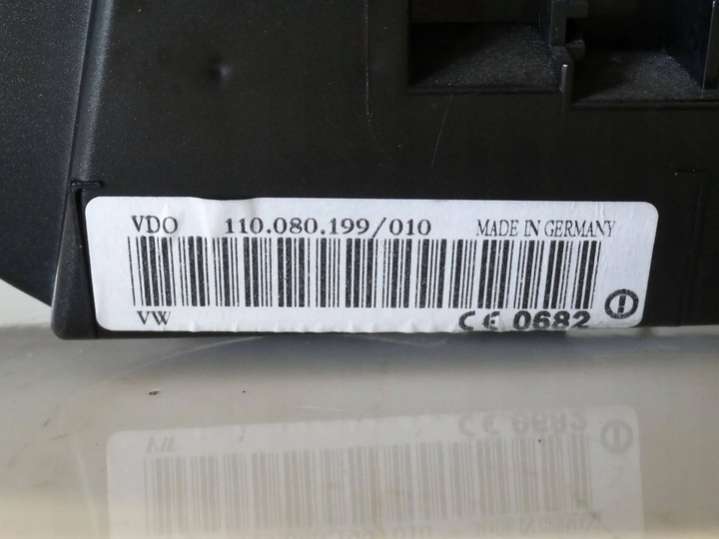 VDO 110.080.199/010 MADE IN GERMANY
VW CE 0682